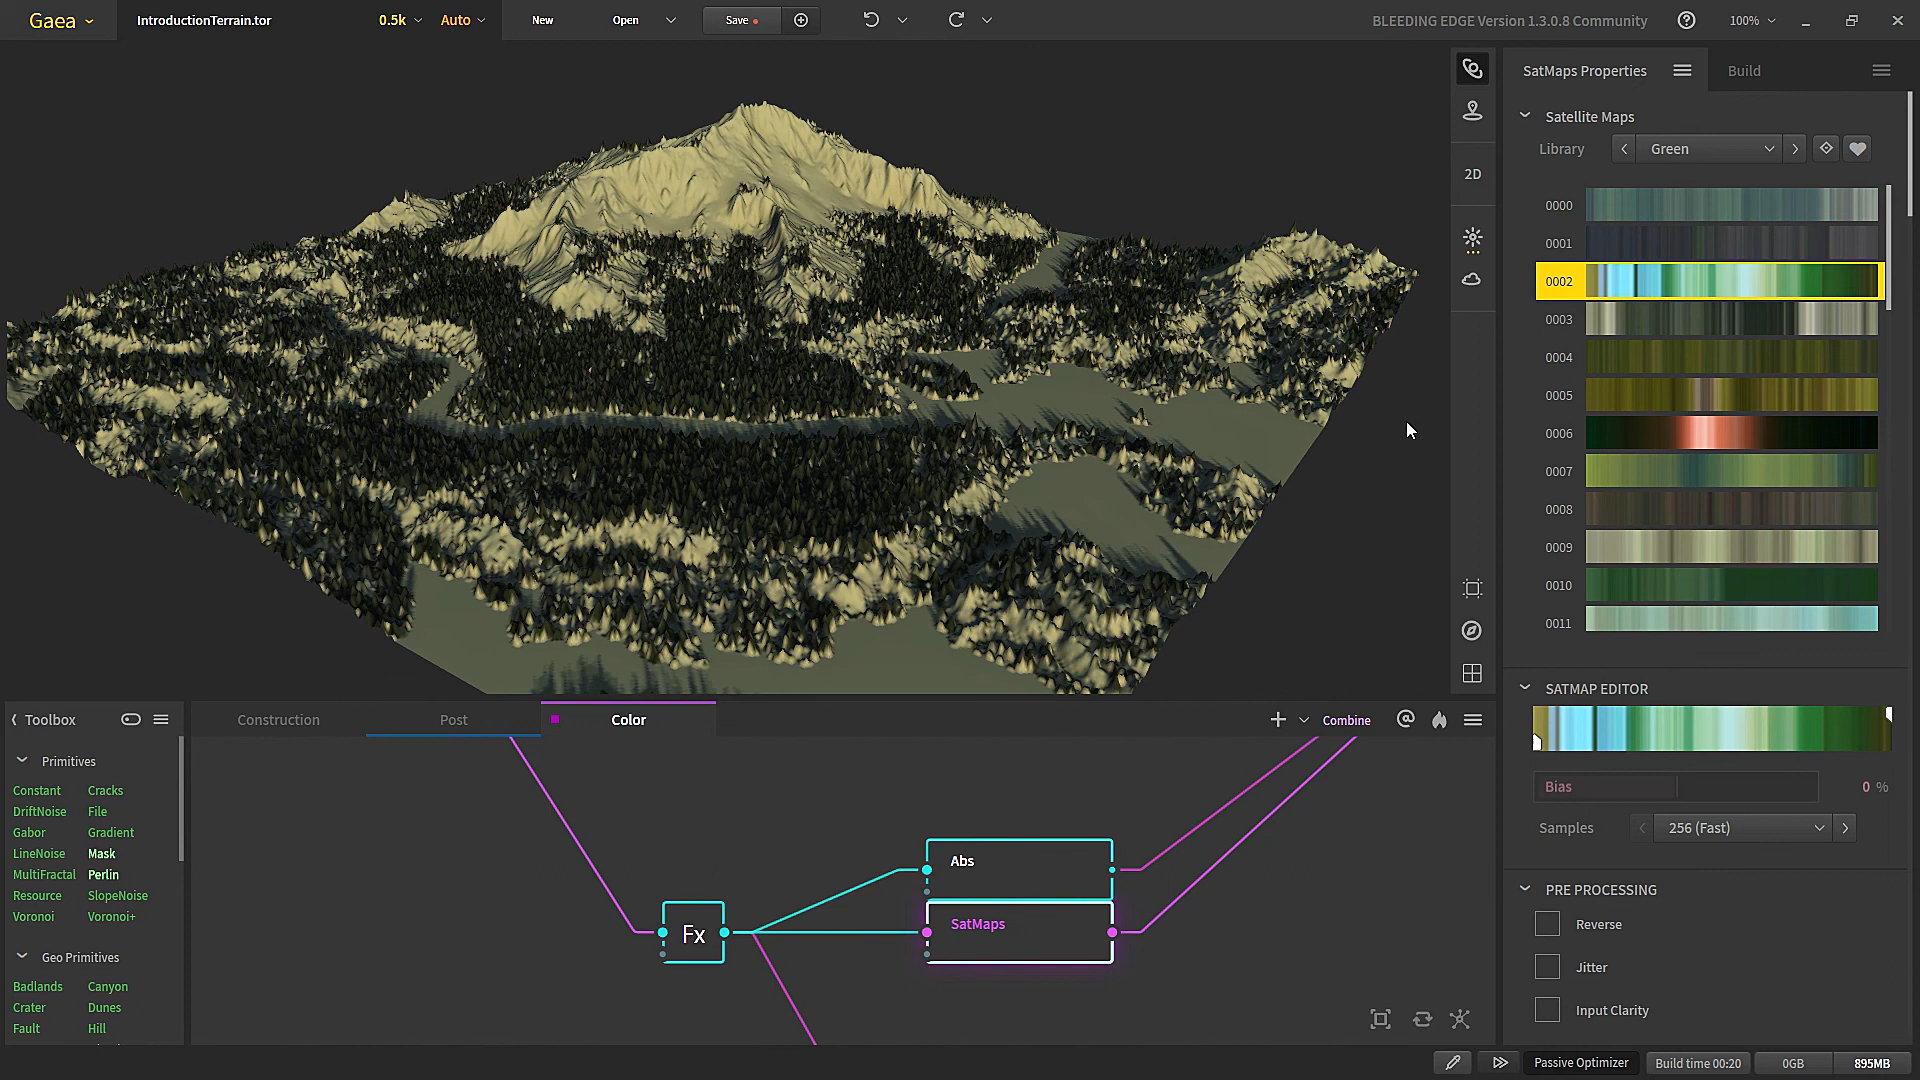 Gaea IntroductionTerrain.tor 0.5k Auto New Open Save BLEEDING EDGE Version 1.3.0.8 Community 100%
2D
SatMaps Properties Build
Satellite Maps
Library Green
0000
0001
0002
0003
0004
0005
0006
0007
0008
0009
0010
0011
SATMAP EDITOR
Bias 0 %
Samples 256 (Fast)
PRE PROCESSING
Reverse
Jitter
Input Clarity
Toolbox
Primitives
Constant Cracks
DriftNoise File
Gabor Gradient
LineNoise Mask
MultiFractal Perlin
Resource SlopeNoise
Voronoi Voronoi+
Geo Primitives
Badlands Canyon
Crater Dunes
Fault Hill
Construction Post Color Combine
Abs
Fx SatMaps
Passive Optimizer Build time 00:20 0GB 895MB